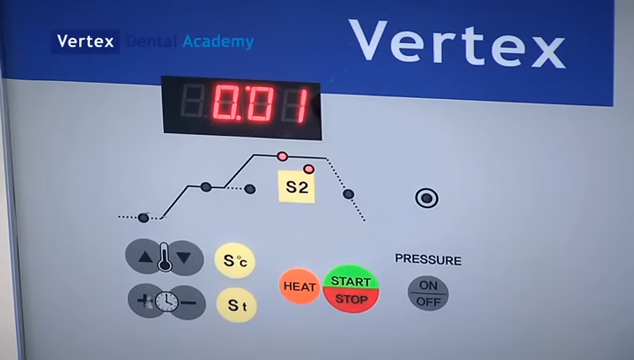 Vertex Dental Academy
Vertex
0.01
S2
S°c
PRESSURE
HEAT
START
STOP
ON
OFF
+
−
St